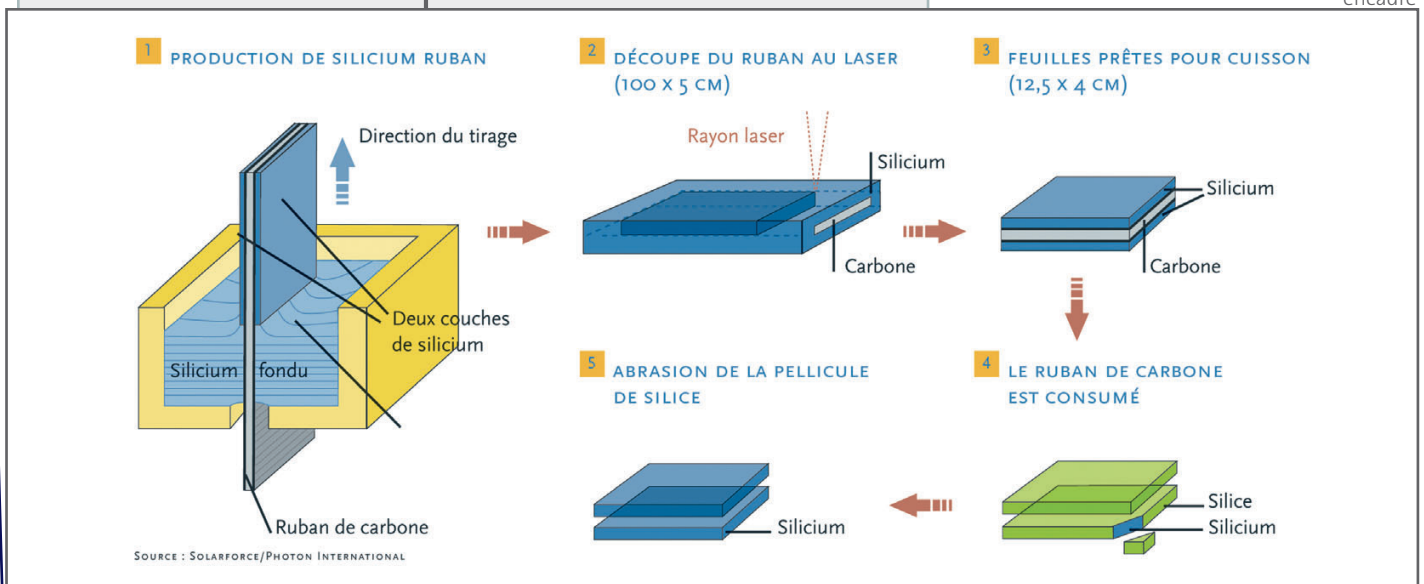 encadré
1 PRODUCTION DE SILICIUM RUBAN
Direction du tirage
Deux couches
de silicium
Silicium fondu
Ruban de carbone
SOURCE : SOLARFORCE/PHOTON INTERNATIONAL
2 DÉCOUPE DU RUBAN AU LASER
(100 X 5 CM)
Rayon laser
Silicium
Carbone
3 FEUILLES PRÊTES POUR CUISSON
(12,5 X 4 CM)
Silicium
Carbone
4 LE RUBAN DE CARBONE
EST CONSUMÉ
Silice
Silicium
5 ABRASION DE LA PELLICULE
DE SILICE
Silicium